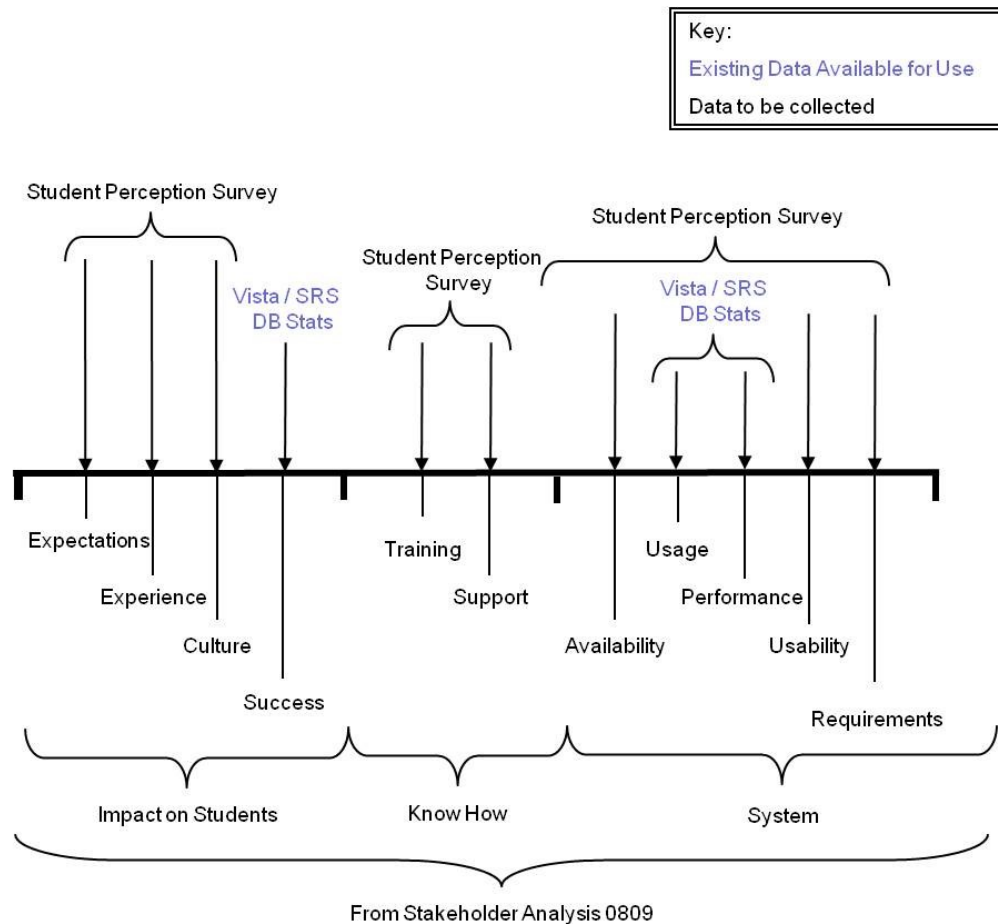 Key:
Existing Data Available for Use
Data to be collected
Student Perception Survey
Vista / SRS
DB Stats
Student Perception
Survey
Student Perception Survey
Vista / SRS
DB Stats
Expectations
Experience
Culture
Success
Training
Support
Usage
Performance
Availability
Usability
Requirements
Impact on Students
Know How
System
From Stakeholder Analysis 0809